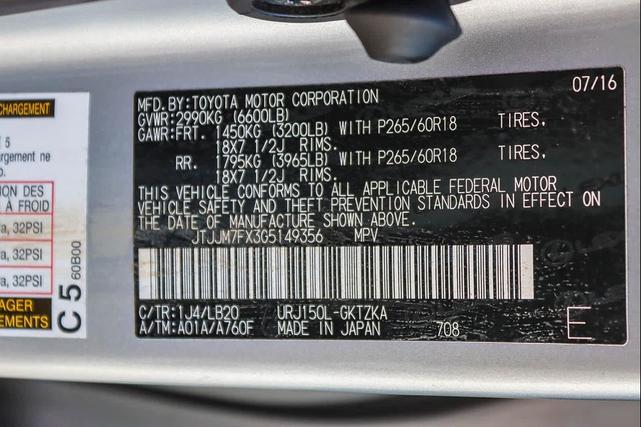 CHARGEMENT
5
argement ne
o.
ION DES
À FROID
a, 32PSI
a, 32PSI
a, 32PSI
AGER
EMENTS
C5 60B00
07/16
MFD. BY: TOYOTA MOTOR CORPORATION
GVWR: 2990KG (6600LB)
GAWR: FRT. 1450KG (3200LB) WITH P265/60R18 TIRES.
18X7 1/2J RIMS.
RR. 1795KG (3965LB) WITH P265/60R18 TIRES.
18X7 1/2J RIMS.
THIS VEHICLE CONFORMS TO ALL APPLICABLE FEDERAL MOTOR
VEHICLE SAFETY AND THEFT PREVENTION STANDARDS IN EFFECT ON
THE DATE OF MANUFACTURE SHOWN ABOVE.
JTJJM7FX3G5149356 MPV
C/TR: 1J4/LB20 URJ150L-GKTZKA
A/TM: A01A/A760F MADE IN JAPAN 708
E